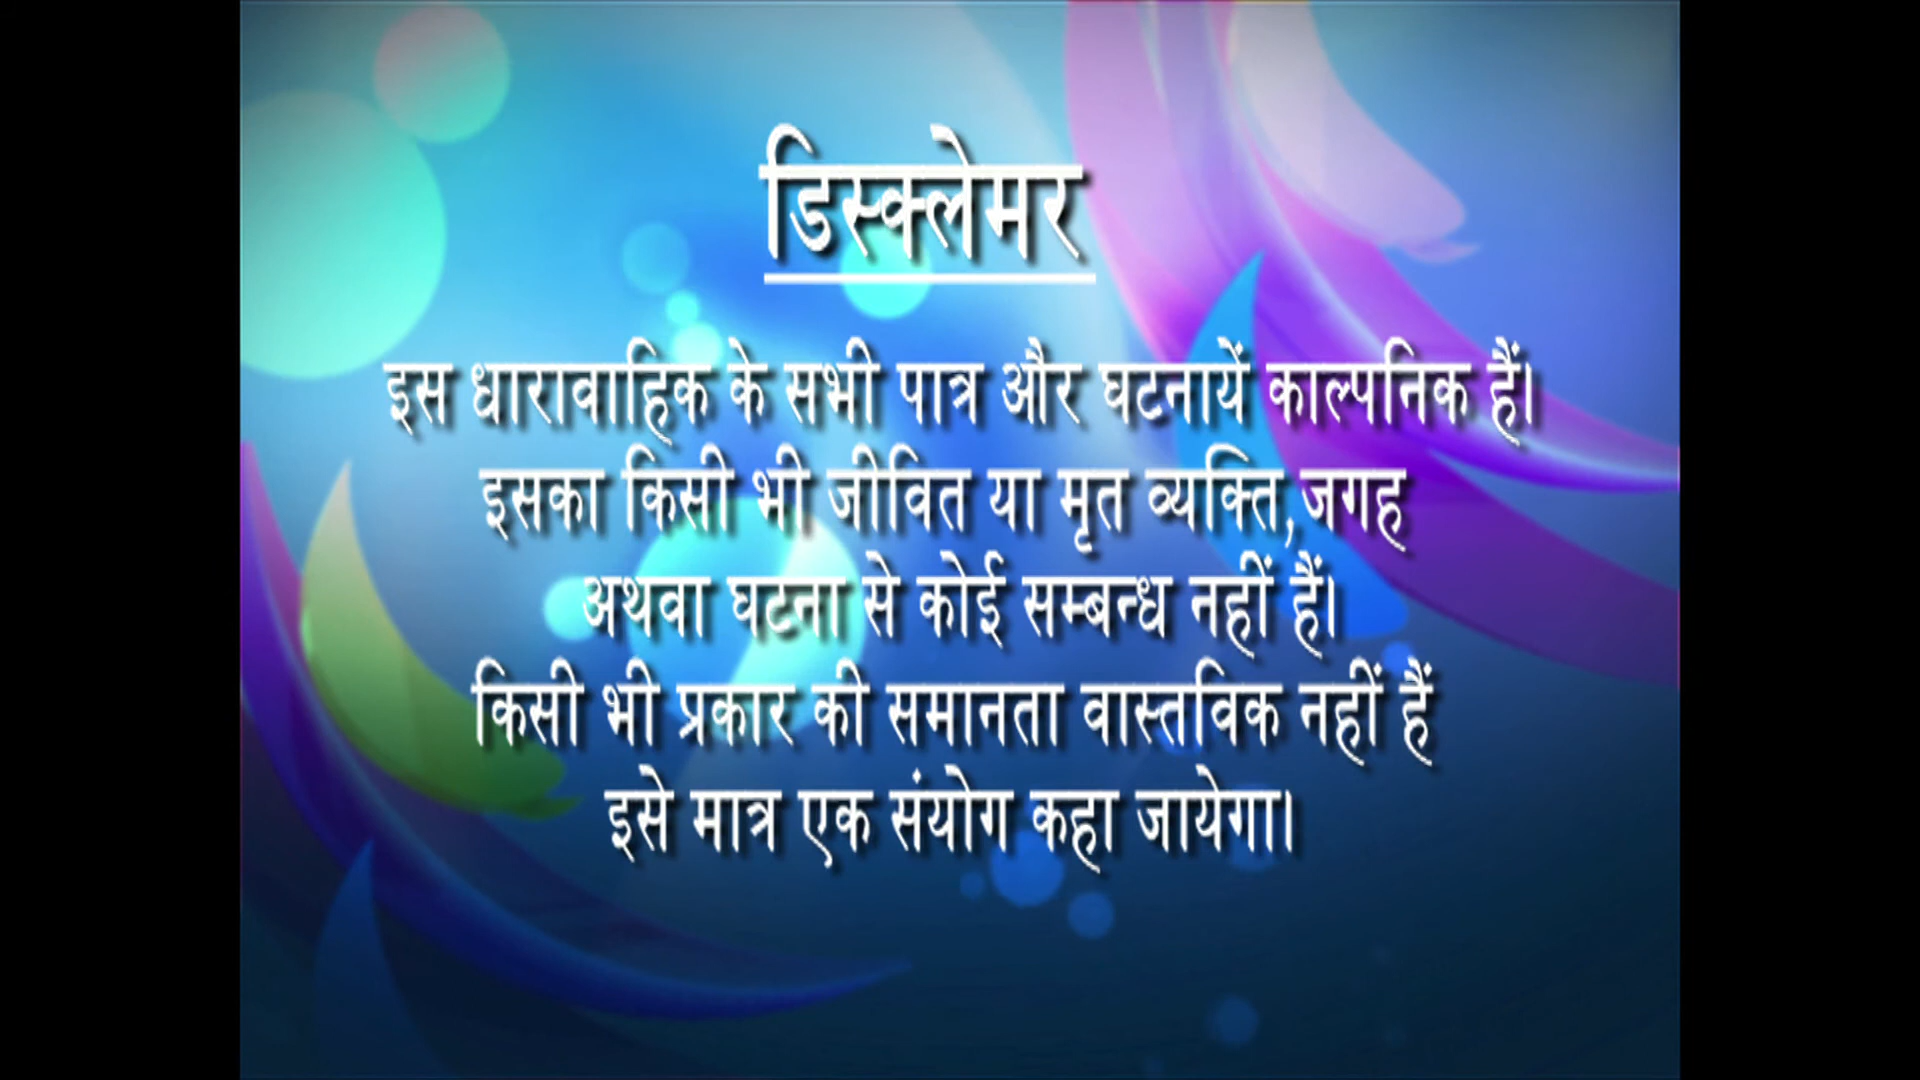 डिस्क्लेमर
इस धारावाहिक के सभी पात्र और घटनायें काल्पनिक हैं।
इसका किसी भी जीवित या मृत व्यक्ति,जगह
अथवा घटना से कोई सम्बन्ध नहीं हैं।
किसी भी प्रकार की समानता वास्तविक नहीं हैं
इसे मात्र एक संयोग कहा जायेगा।